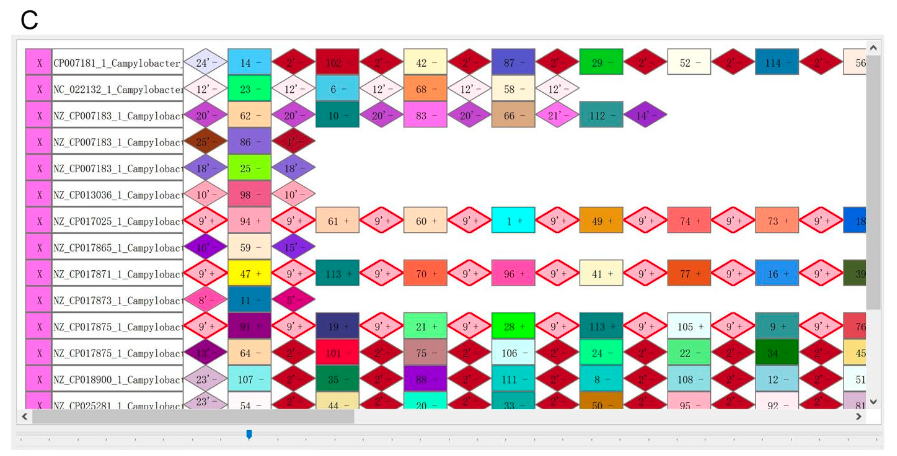 C
X CP007181_1_Campylobacter_ 24'- 14 - 2'- 102 - 2'- 42 - 2'- 87 - 2'- 29 - 2'- 52 - 2'- 114 - 2'- 56
X NC_022132_1_Campylobacter 12'- 23 - 12'- 6 - 12'- 68 - 12'- 58 - 12'-
X NZ_CP007183_1_Campylobact 20'- 62 - 20'- 10 - 20'- 83 - 20'- 66 - 21'- 112 - 14'-
X NZ_CP007183_1_Campylobact 25'- 86 - 1'-
X NZ_CP007183_1_Campylobact 18'- 25 - 18'-
X NZ_CP013036_1_Campylobact 10'- 98 - 10'-
X NZ_CP017025_1_Campylobact 9'+ 94 + 9'+ 61 + 9'+ 60 + 9'+ 1 + 9'+ 49 + 9'+ 74 + 9'+ 73 + 9'+ 18
X NZ_CP017865_1_Campylobact 16'- 59 - 15'-
X NZ_CP017871_1_Campylobact 9'+ 47 + 9'+ 113 + 9'+ 70 + 9'+ 96 + 9'+ 41 + 9'+ 77 + 9'+ 16 + 9'+ 39
X NZ_CP017873_1_Campylobact 8'- 11 -
X NZ_CP017875_1_Campylobact 9'+ 91 + 9'+ 19 + 9'+ 21 + 9'+ 28 + 9'+ 113 + 9'+ 105 + 9'+ 9 + 9'+ 76
X NZ_CP017875_1_Campylobact 13'- 64 - 2'- 101 - 2'- 75 - 2'- 106 - 2'- 24 - 2'- 22 - 2'- 34 - 2'- 45
X NZ_CP018900_1_Campylobact 23'- 107 - 2'- 35 - 2'- 88 - 2'- 111 - 2'- 8 - 2'- 108 - 2'- 12 - 2'- 51
X NZ_CP025281_1_Campylobact 23'- 54 - 2'- 44 - 2'- 20 - 2'- 33 - 2'- 50 - 2'- 95 - 2'- 92 - 2'- 81